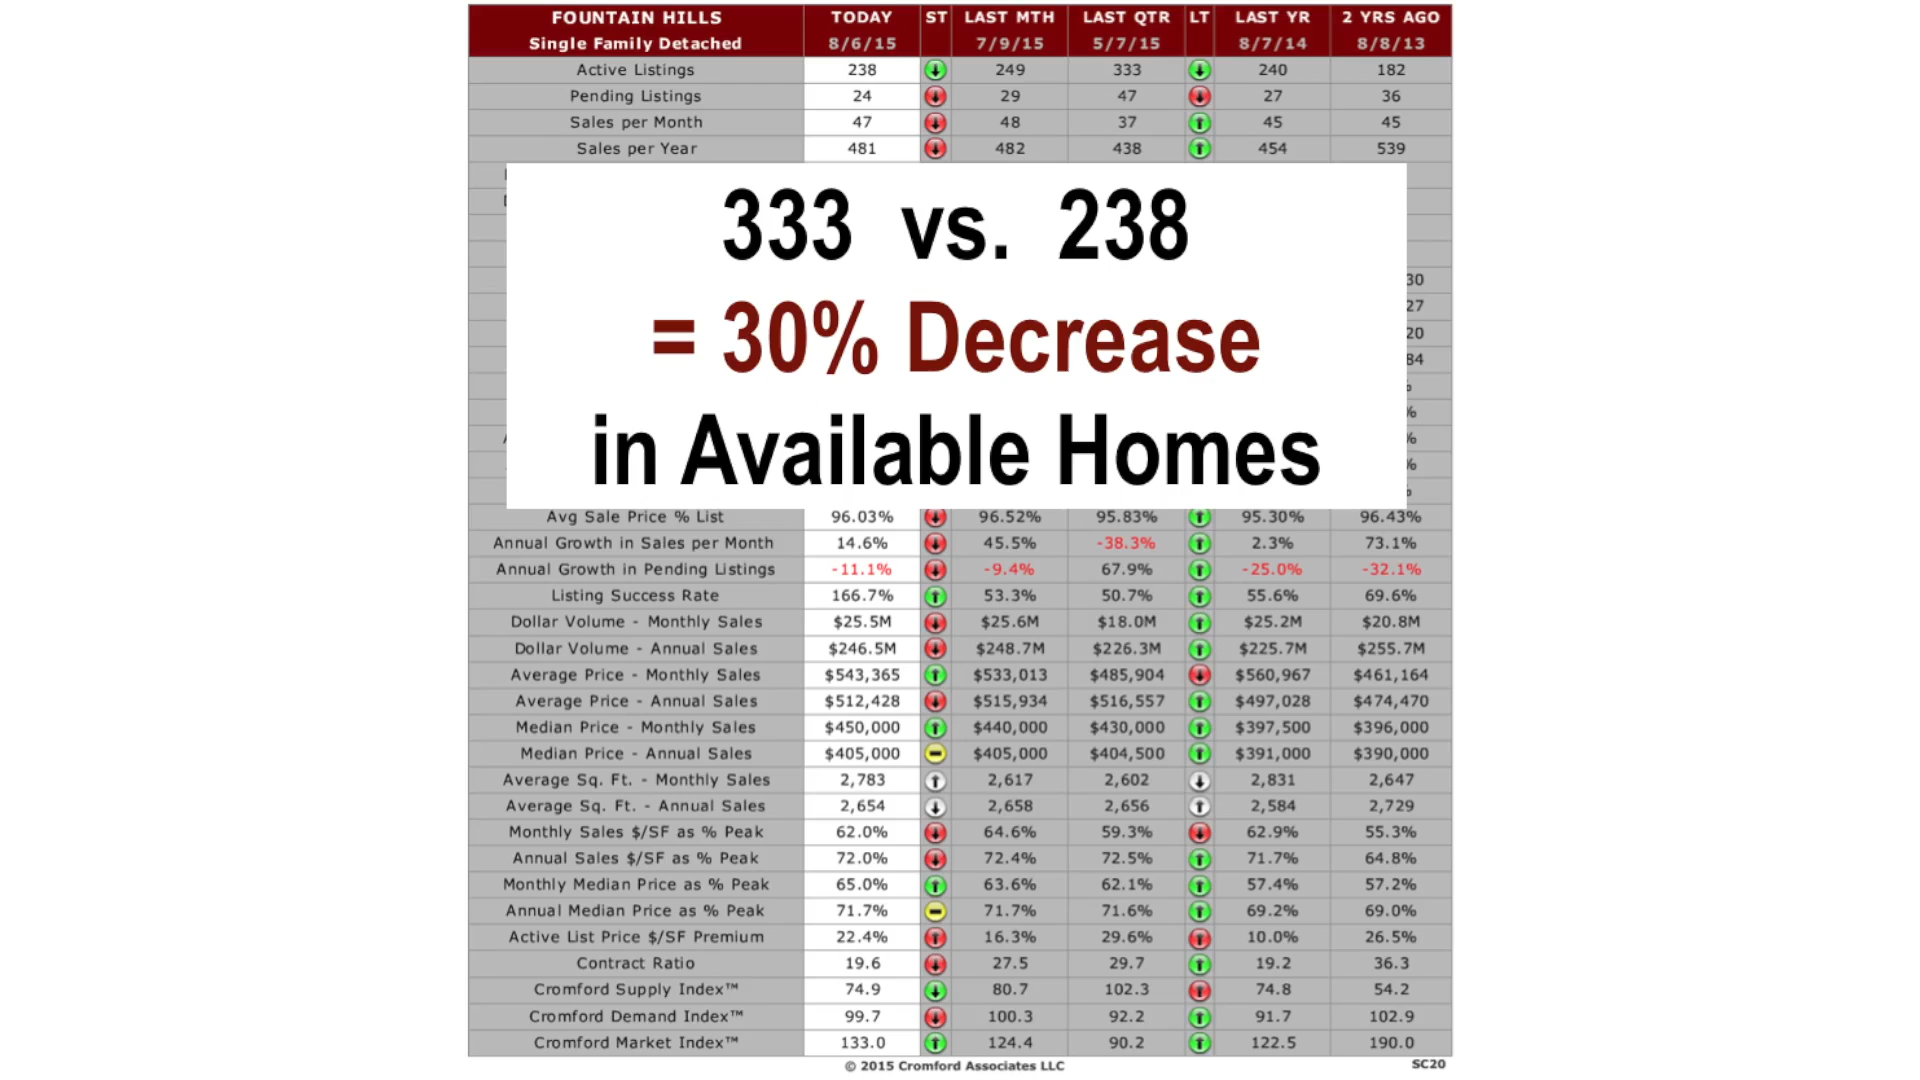 FOUNTAIN HILLS TODAY ST LAST MTH LAST QTR LT LAST YR 2 YRS AGO
Single Family Detached 8/6/15 7/9/15 5/7/15 8/7/14 8/8/13
Active Listings 238 249 333 240 182
Pending Listings 24 29 47 27 36
Sales per Month 47 48 37 45 45
Sales per Year 481 482 438 454 539
333 vs. 238
= 30% Decrease
in Available Homes
30
27
20
84
%
%
%
Avg Sale Price % List 96.03% 96.52% 95.83% 95.30% 96.43%
Annual Growth in Sales per Month 14.6% 45.5% -38.3% 2.3% 73.1%
Annual Growth in Pending Listings -11.1% -9.4% 67.9% -25.0% -32.1%
Listing Success Rate 166.7% 53.3% 50.7% 55.6% 69.6%
Dollar Volume - Monthly Sales $25.5M $25.6M $18.0M $25.2M $20.8M
Dollar Volume - Annual Sales $246.5M $248.7M $226.3M $225.7M $255.7M
Average Price - Monthly Sales $543,365 $533,013 $485,904 $560,967 $461,164
Average Price - Annual Sales $512,428 $515,934 $516,557 $497,028 $474,470
Median Price - Monthly Sales $450,000 $440,000 $430,000 $397,500 $396,000
Median Price - Annual Sales $405,000 $405,000 $404,500 $391,000 $390,000
Average Sq. Ft. - Monthly Sales 2,783 2,617 2,602 2,831 2,647
Average Sq. Ft. - Annual Sales 2,654 2,658 2,656 2,584 2,729
Monthly Sales $/SF as % Peak 62.0% 64.6% 59.3% 62.9% 55.3%
Annual Sales $/SF as % Peak 72.0% 72.4% 72.5% 71.7% 64.8%
Monthly Median Price as % Peak 65.0% 63.6% 62.1% 57.4% 57.2%
Annual Median Price as % Peak 71.7% 71.7% 71.6% 69.2% 69.0%
Active List Price $/SF Premium 22.4% 16.3% 29.6% 10.0% 26.5%
Contract Ratio 19.6 27.5 29.7 19.2 36.3
Cromford Supply Index™ 74.9 80.7 102.3 74.8 54.2
Cromford Demand Index™ 99.7 100.3 92.2 91.7 102.9
Cromford Market Index™ 133.0 124.4 90.2 122.5 190.0
© 2015 Cromford Associates LLC SC20